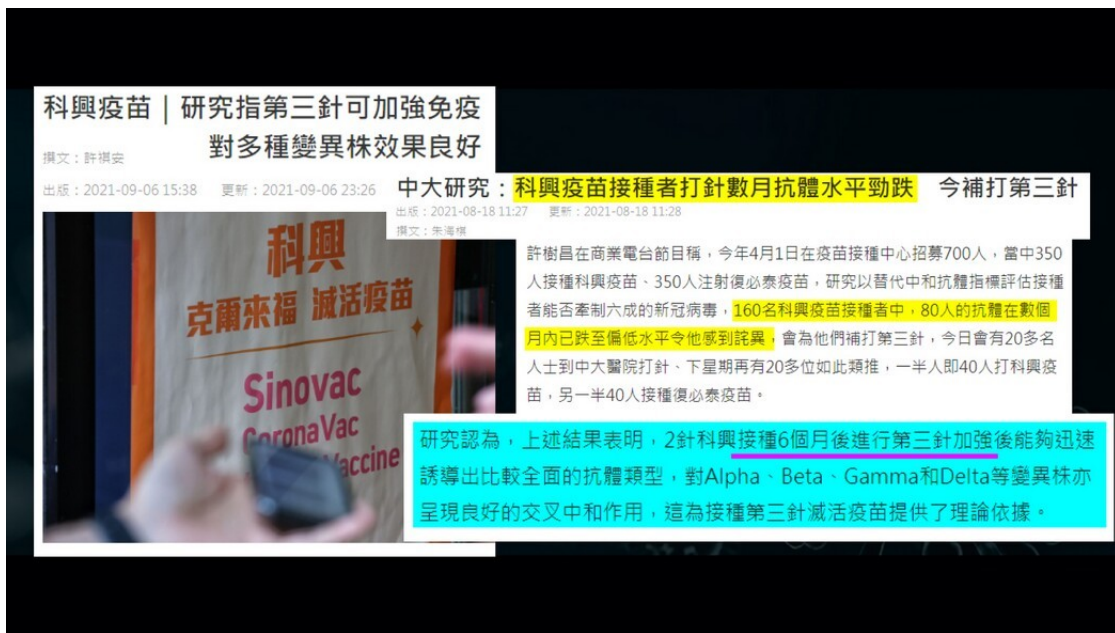 科興疫苗｜研究指第三針可加強免疫
對多種變異株效果良好
撰文：許祺安
出版：2021-09-06 15:38 更新：2021-09-06 23:26
科興
克爾來福 滅活疫苗
Sinovac
CoronaVac
Vaccine
中大研究：科興疫苗接種者打針數月抗體水平勁跌 今補打第三針
出版：2021-08-18 11:27 更新：2021-08-18 11:28
撰文：朱海棋
許樹昌在商業電台節目稱，今年4月1日在疫苗接種中心招募700人，當中350
人接種科興疫苗、350人注射復必泰疫苗，研究以替代中和抗體指標評估接種
者能否牽制六成的新冠病毒，160名科興疫苗接種者中，80人的抗體在數個
月內已跌至偏低水平令他感到詫異，會為他們補打第三針，今日會有20多名
人士到中大醫院打針、下星期再有20多位如此類推，一半人即40人打科興疫
苗，另一半40人接種復必泰疫苗。
研究認為，上述結果表明，2針科興接種6個月後進行第三針加強後能夠迅速
誘導出比較全面的抗體類型，對Alpha、Beta、Gamma和Delta等變異株亦
呈現良好的交叉中和作用，這為接種第三針滅活疫苗提供了理論依據。